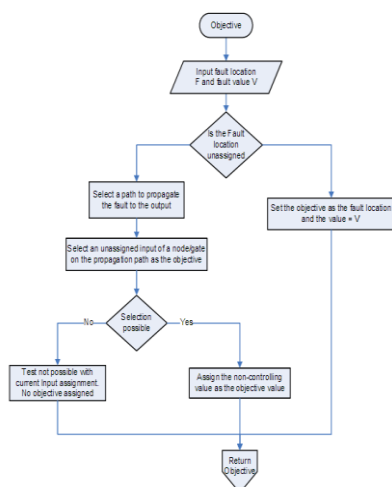 Objective
Input fault location
F and fault value V
Is the Fault
location
unassigned
Select a path to propagate
the fault to the output
Set the objective as the fault location
and the value = V'
Select an unassigned input of a node/gate
on the propagation path as the objective
No
Selection
possible
Yes
Test not possible with
current Input assignment.
No objective assigned
Assign the non-controlling
value as the objective value
Return
Objective